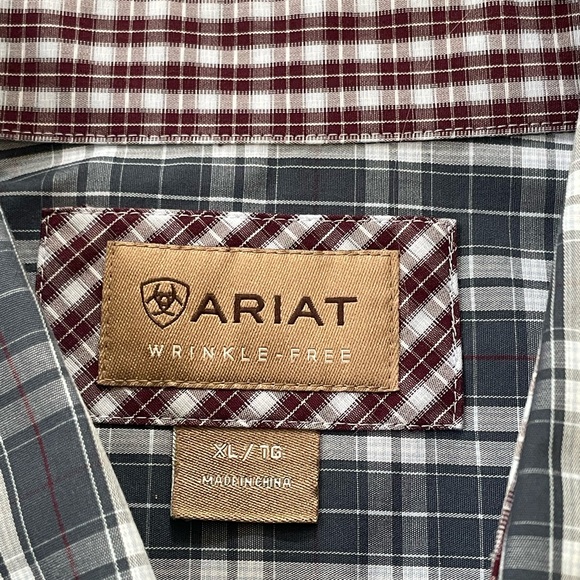 ARIAT
WRINKLE-FREE
XL/TG
MADE IN CHINA